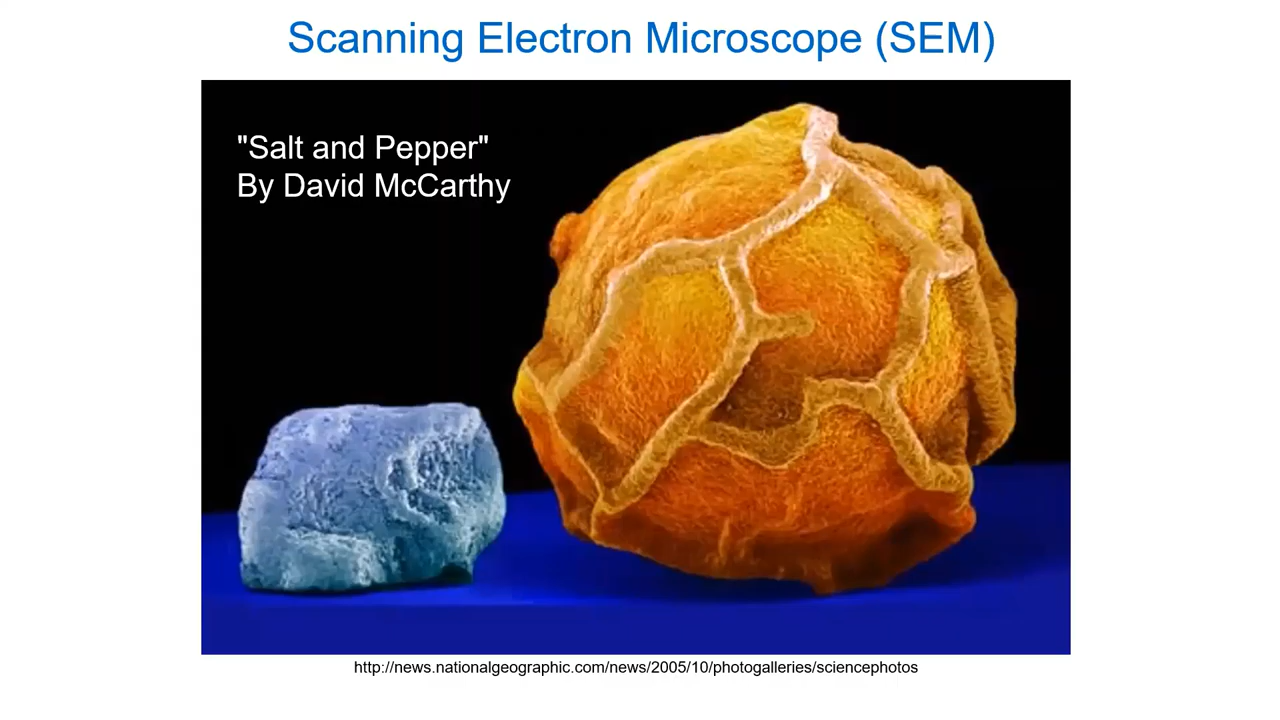 Scanning Electron Microscope (SEM)
"Salt and Pepper"
By David McCarthy
http://news.nationalgeographic.com/news/2005/10/photogalleries/sciencephotos